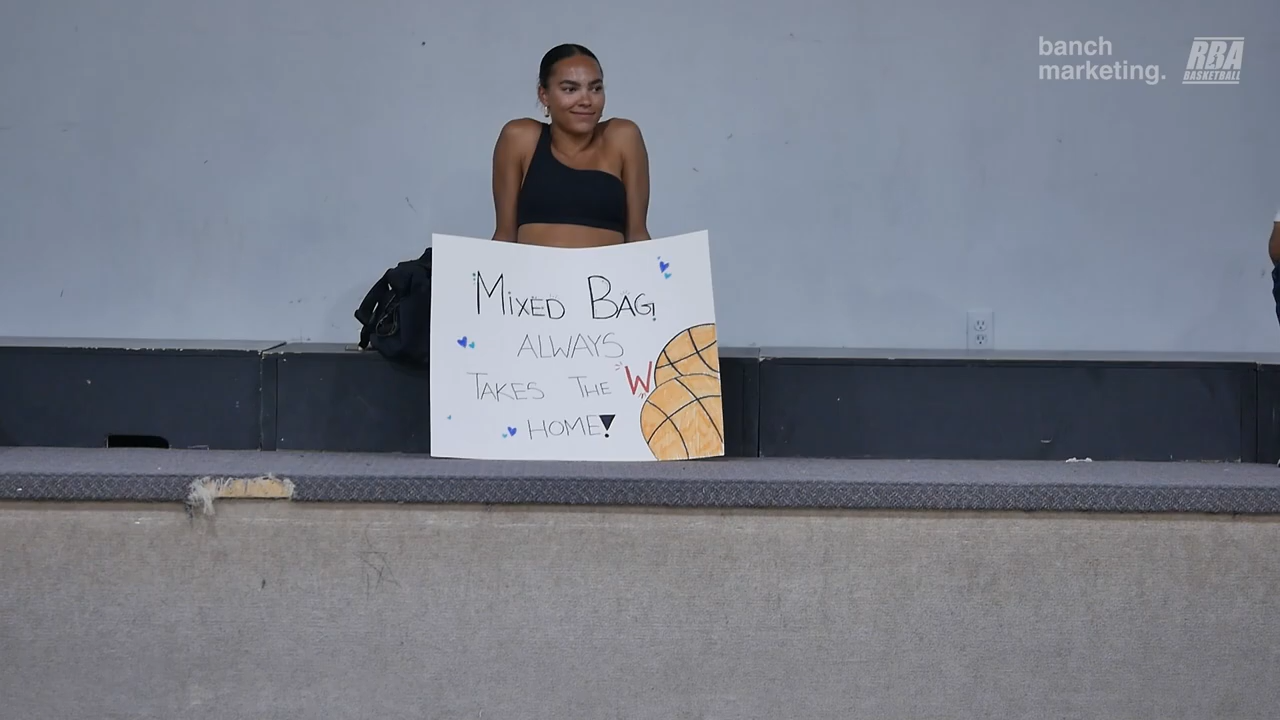 banch
marketing.
RBA
BASKETBALL
MIXED BAG!
ALWAYS
TAKES THE W
HOME!